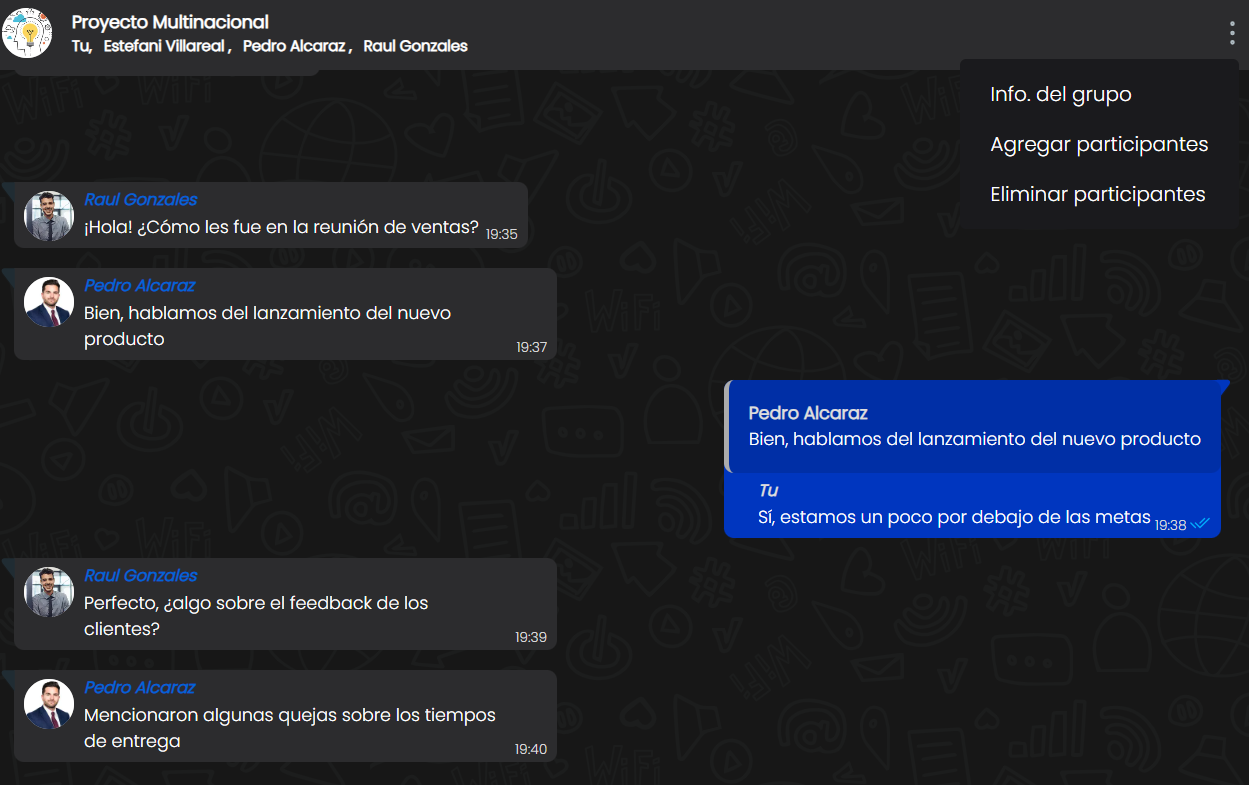 Proyecto Multinacional
Tu, Estefani Villareal , Pedro Alcaraz , Raul Gonzales
Info. del grupo
Agregar participantes
Eliminar participantes
Raul Gonzales
¡Hola! ¿Cómo les fue en la reunión de ventas? 19:35
Pedro Alcaraz
Bien, hablamos del lanzamiento del nuevo
producto
19:37
Pedro Alcaraz
Bien, hablamos del lanzamiento del nuevo producto
Tu
Sí, estamos un poco por debajo de las metas 19:38
Raul Gonzales
Perfecto, ¿algo sobre el feedback de los
clientes?
19:39
Pedro Alcaraz
Mencionaron algunas quejas sobre los tiempos
de entrega
19:40